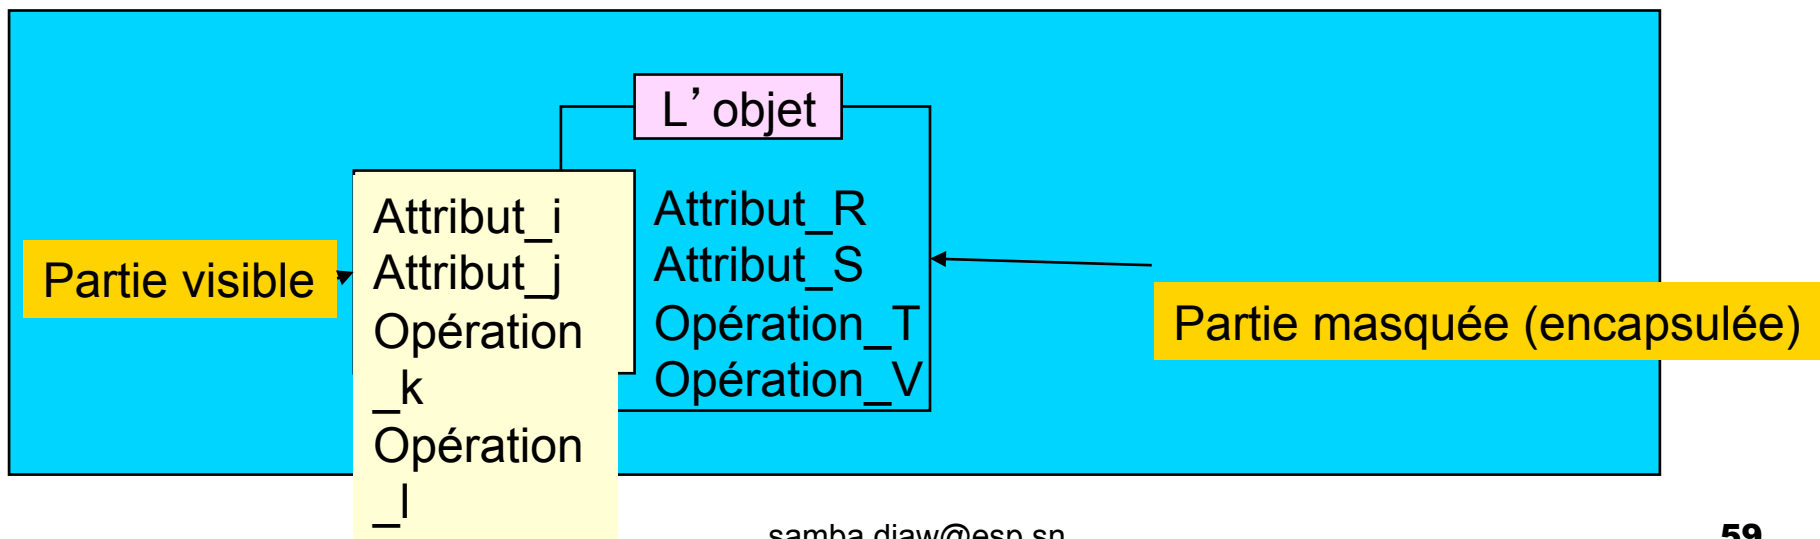 L’objet
Partie visible
Attribut_i
Attribut_j
Opération
_k
Opération
_l
Attribut_R
Attribut_S
Opération_T
Opération_V
Partie masquée (encapsulée)
samba.diaw@esp.sn
59